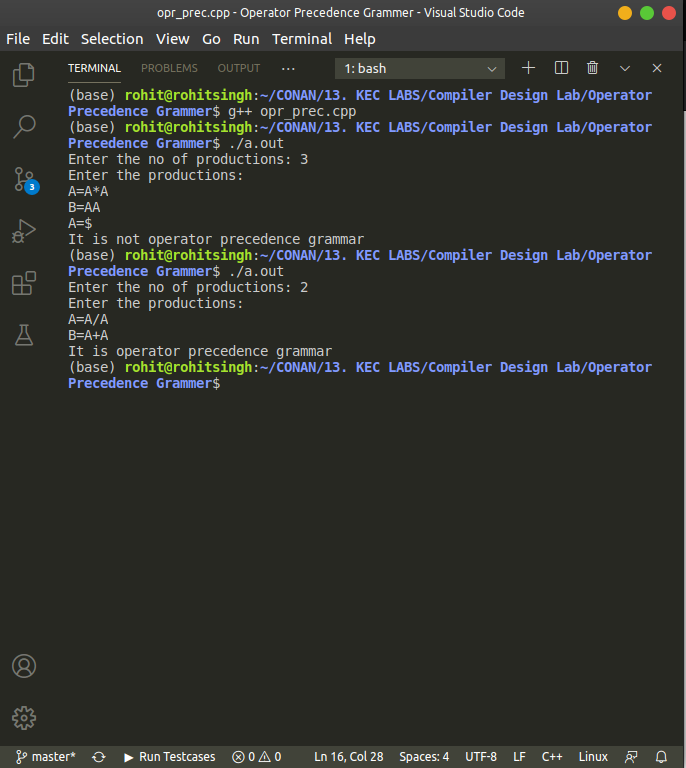 opr_prec.cpp - Operator Precedence Grammer - Visual Studio Code
File Edit Selection View Go Run Terminal Help
TERMINAL PROBLEMS OUTPUT ··· 1: bash
(base) rohit@rohitsingh:~/CONAN/13. KEC LABS/Compiler Design Lab/Operator
Precedence Grammer$ g++ opr_prec.cpp
(base) rohit@rohitsingh:~/CONAN/13. KEC LABS/Compiler Design Lab/Operator
Precedence Grammer$ ./a.out
Enter the no of productions: 3
Enter the productions:
A=A*A
B=AA
A=$
It is not operator precedence grammar
(base) rohit@rohitsingh:~/CONAN/13. KEC LABS/Compiler Design Lab/Operator
Precedence Grammer$ ./a.out
Enter the no of productions: 2
Enter the productions:
A=A/A
B=A+A
It is operator precedence grammar
(base) rohit@rohitsingh:~/CONAN/13. KEC LABS/Compiler Design Lab/Operator
Precedence Grammer$
3
master* Run Testcases 0 0 Ln 16, Col 28 Spaces: 4 UTF-8 LF C++ Linux